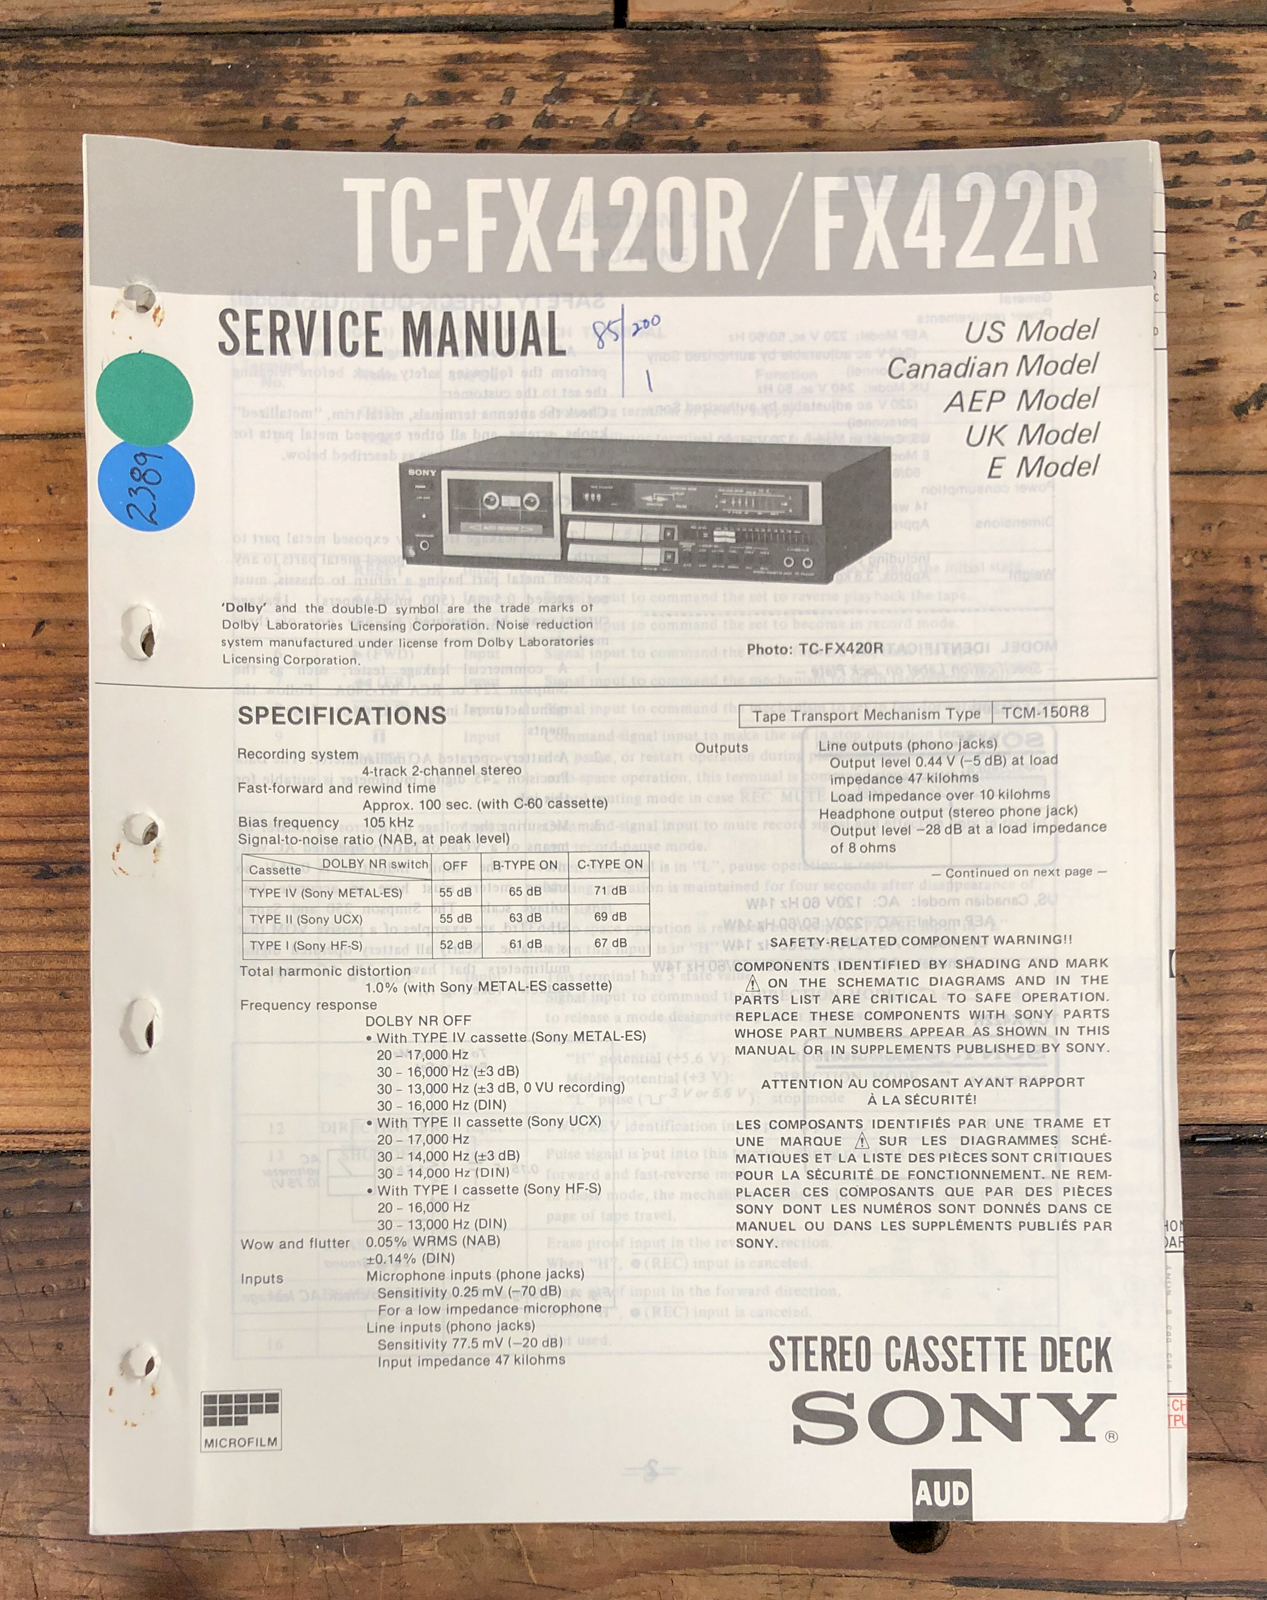 TC-FX420R/FX422R
SERVICE MANUAL
85/200
1
US Model
Canadian Model
AEP Model
UK Model
E Model
2389
SONY
'Dolby' and the double-D symbol are the trade marks of
Dolby Laboratories Licensing Corporation. Noise reduction
system manufactured under license from Dolby Laboratories
Licensing Corporation.
Photo: TC-FX420R
SPECIFICATIONS
Recording system
4-track 2-channel stereo
Fast-forward and rewind time
Approx. 100 sec. (with C-60 cassette)
Bias frequency 105 kHz
Signal-to-noise ratio (NAB, at peak level)
Cassette DOLBY NR switch OFF B-TYPE ON C-TYPE ON
TYPE IV (Sony METAL-ES) 55 dB 65 dB 71 dB
TYPE II (Sony UCX) 55 dB 63 dB 69 dB
TYPE I (Sony HF-S) 52 dB 61 dB 67 dB
Total harmonic distortion
1.0% (with Sony METAL-ES cassette)
Frequency response
DOLBY NR OFF
• With TYPE IV cassette (Sony METAL-ES)
20 – 17,000 Hz
30 – 16,000 Hz (±3 dB)
30 – 13,000 Hz (±3 dB, 0 VU recording)
30 – 16,000 Hz (DIN)
• With TYPE II cassette (Sony UCX)
20 – 17,000 Hz
30 – 14,000 Hz (±3 dB)
30 – 14,000 Hz (DIN)
• With TYPE I cassette (Sony HF-S)
20 – 16,000 Hz
30 – 13,000 Hz (DIN)
Wow and flutter 0.05% WRMS (NAB)
±0.14% (DIN)
Inputs Microphone inputs (phone jacks)
Sensitivity 0.25 mV (−70 dB)
For a low impedance microphone
Line inputs (phono jacks)
Sensitivity 77.5 mV (−20 dB)
Input impedance 47 kilohms
Tape Transport Mechanism Type TCM-150R8
Outputs Line outputs (phono jacks)
Output level 0.44 V (−5 dB) at load
impedance 47 kilohms
Load impedance over 10 kilohms
Headphone output (stereo phone jack)
Output level −28 dB at a load impedance
of 8 ohms
— Continued on next page —
SAFETY-RELATED COMPONENT WARNING!!
COMPONENTS IDENTIFIED BY SHADING AND MARK
⚠ ON THE SCHEMATIC DIAGRAMS AND IN THE
PARTS LIST ARE CRITICAL TO SAFE OPERATION.
REPLACE THESE COMPONENTS WITH SONY PARTS
WHOSE PART NUMBERS APPEAR AS SHOWN IN THIS
MANUAL OR IN SUPPLEMENTS PUBLISHED BY SONY.
ATTENTION AU COMPOSANT AYANT RAPPORT
À LA SÉCURITÉ!
LES COMPOSANTS IDENTIFIÉS PAR UNE TRAME ET
UNE MARQUE ⚠ SUR LES DIAGRAMMES SCHÉ-
MATIQUES ET LA LISTE DES PIÈCES SONT CRITIQUES
POUR LA SÉCURITÉ DE FONCTIONNEMENT. NE REM-
PLACER CES COMPOSANTS QUE PAR DES PIÈCES
SONY DONT LES NUMÉROS SONT DONNÉS DANS CE
MANUEL OU DANS LES SUPPLÉMENTS PUBLIÉS PAR
SONY.
MICROFILM
STEREO CASSETTE DECK
SONY®
AUD